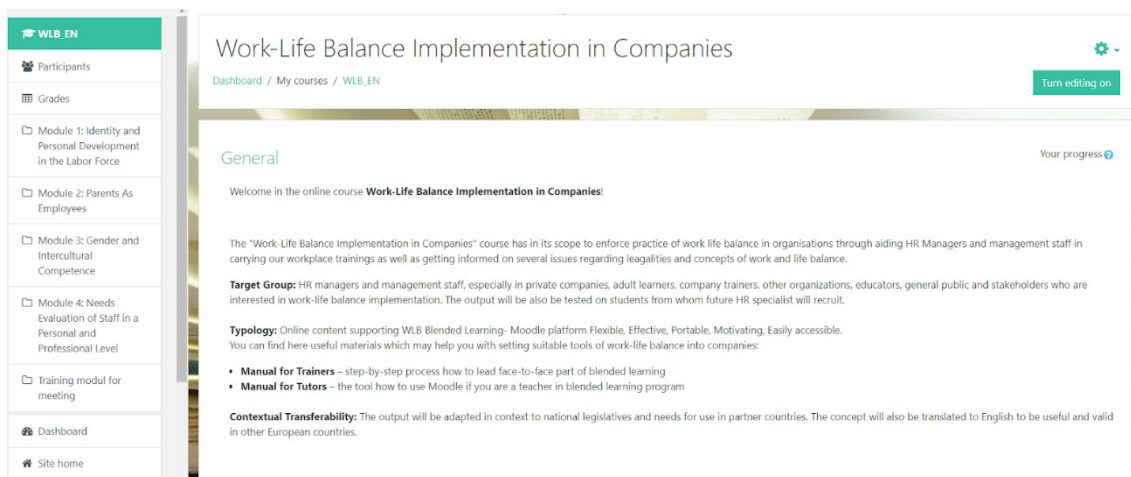 WLB_EN
Participants
Grades
Module 1: Identity and
Personal Development
in the Labor Force
Module 2: Parents As
Employees
Module 3: Gender and
Intercultural
Competence
Module 4: Needs
Evaluation of Staff in a
Personal and
Professional Level
Training modul for
meeting
Dashboard
Site home
Work-Life Balance Implementation in Companies
Dashboard / My courses / WLB_EN
Turn editing on
General
Your progress
Welcome in the online course Work-Life Balance Implementation in Companies!
The "Work-Life Balance Implementation in Companies" course has in its scope to enforce practice of work life balance in organisations through aiding HR Managers and management staff in
carrying our workplace trainings as well as getting informed on several issues regarding leagalities and concepts of work and life balance.
Target Group: HR managers and management staff, especially in private companies, adult learners, company trainers, other organizations, educators, general public and stakeholders who are
interested in work-life balance implementation. The output will be also be tested on students from whom future HR specialist will recruit.
Typology: Online content supporting WLB Blended Learning- Moodle platform Flexible, Effective, Portable, Motivating, Easily accessible.
You can find here useful materials which may help you with setting suitable tools of work-life balance into companies:
• Manual for Trainers – step-by-step process how to lead face-to-face part of blended learning
• Manual for Tutors – the tool how to use Moodle if you are a teacher in blended learning program
Contextual Transferability: The output will be adapted in context to national legislatives and needs for use in partner countries. The concept will also be translated to English to be useful and valid
in other European countries.